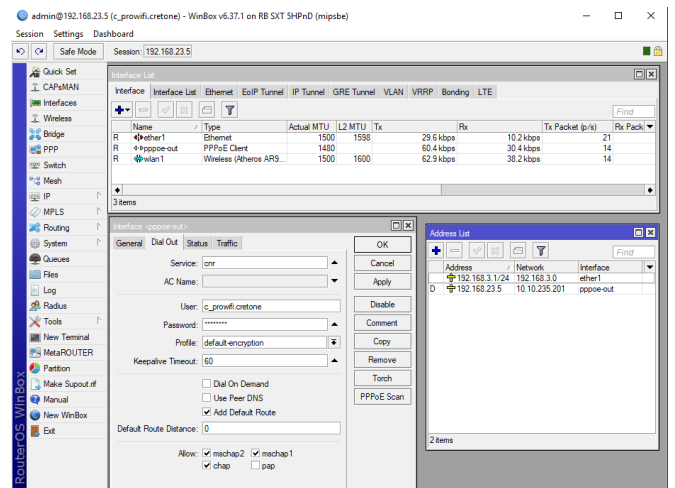 admin@192.168.23.5 (c_prowifi.cretone) - WinBox v6.37.1 on RB SXT 5HPnD (mipsbe)
Session Settings Dashboard
Safe Mode Session: 192.168.23.5
Quick Set
CAPsMAN
Interfaces
Wireless
Bridge
PPP
Switch
Mesh
IP
MPLS
Routing
System
Queues
Files
Log
Radius
Tools
New Terminal
MetaROUTER
Partition
Make Supout.rif
Manual
New WinBox
Exit
RouterOS WinBox
Interface List
Interface Interface List Ethernet EoIP Tunnel IP Tunnel GRE Tunnel VLAN VRRP Bonding LTE
Find
Name Type Actual MTU L2 MTU Tx Rx Tx Packet (p/s) Rx Pack
R ether1 Ethernet 1500 1598 29.6 kbps 10.2 kbps 21
R pppoe-out PPPoE Client 1480 60.4 kbps 30.4 kbps 14
R wlan1 Wireless (Atheros AR9... 1500 1600 62.9 kbps 38.2 kbps 14
3 items
Interface <pppoe-out>
General Dial Out Status Traffic
Service: cnr
AC Name:
User: c_prowifi.cretone
Password: ********
Profile: default-encryption
Keepalive Timeout: 60
Dial On Demand
Use Peer DNS
Add Default Route
Default Route Distance: 0
Allow: mschap2 mschap1
chap pap
OK
Cancel
Apply
Disable
Comment
Copy
Remove
Torch
PPPoE Scan
Address List
Find
Address Network Interface
192.168.3.1/24 192.168.3.0 ether1
D 192.168.23.5 10.10.235.201 pppoe-out
2 items